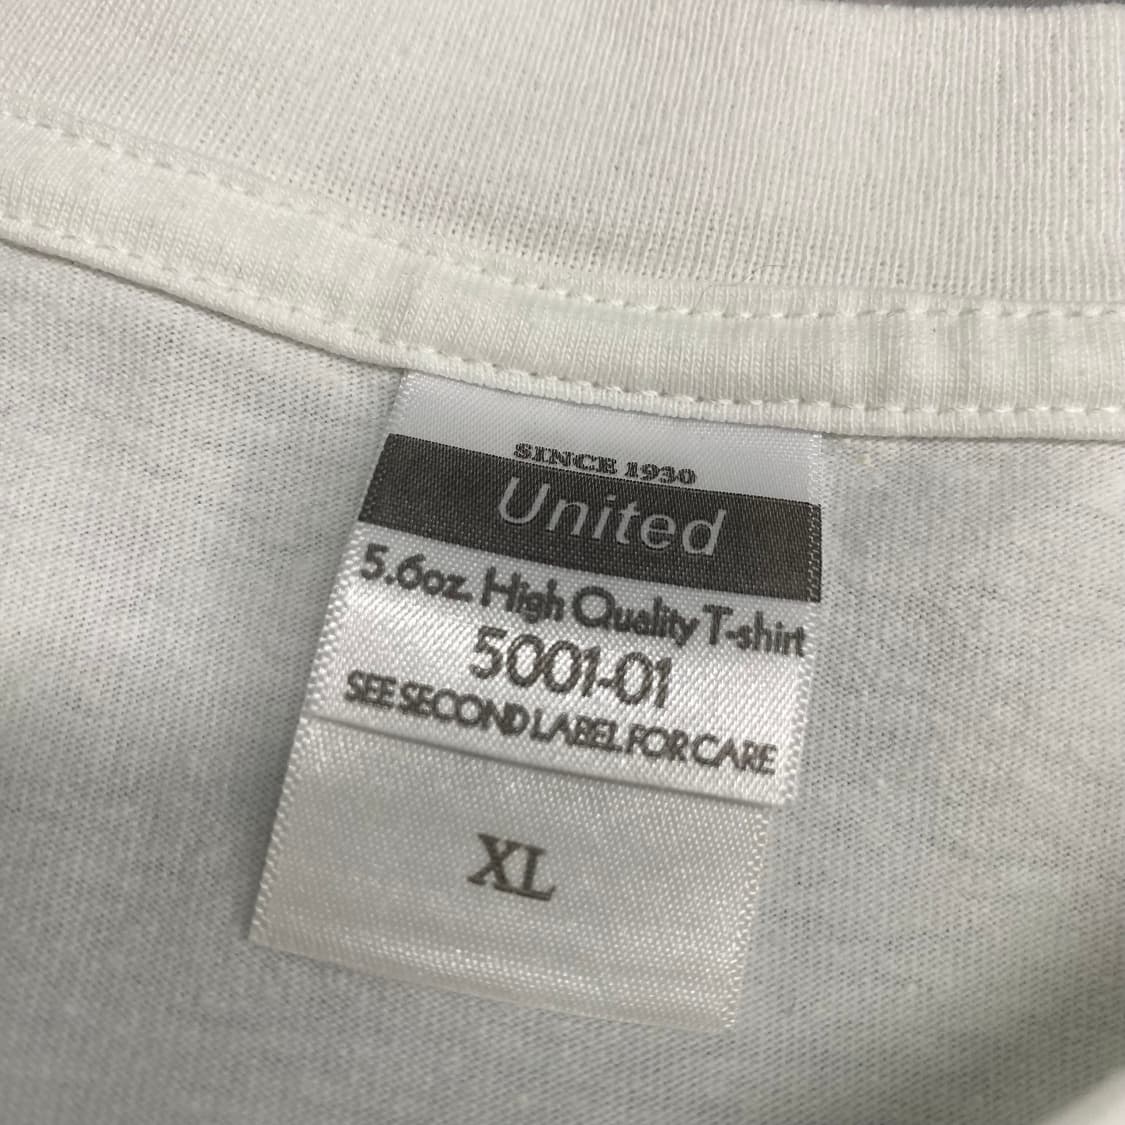 SINCE 1930
United
5.6oz. High Quality T-shirt
5001-01
SEE SECOND LABEL FOR CARE
XL